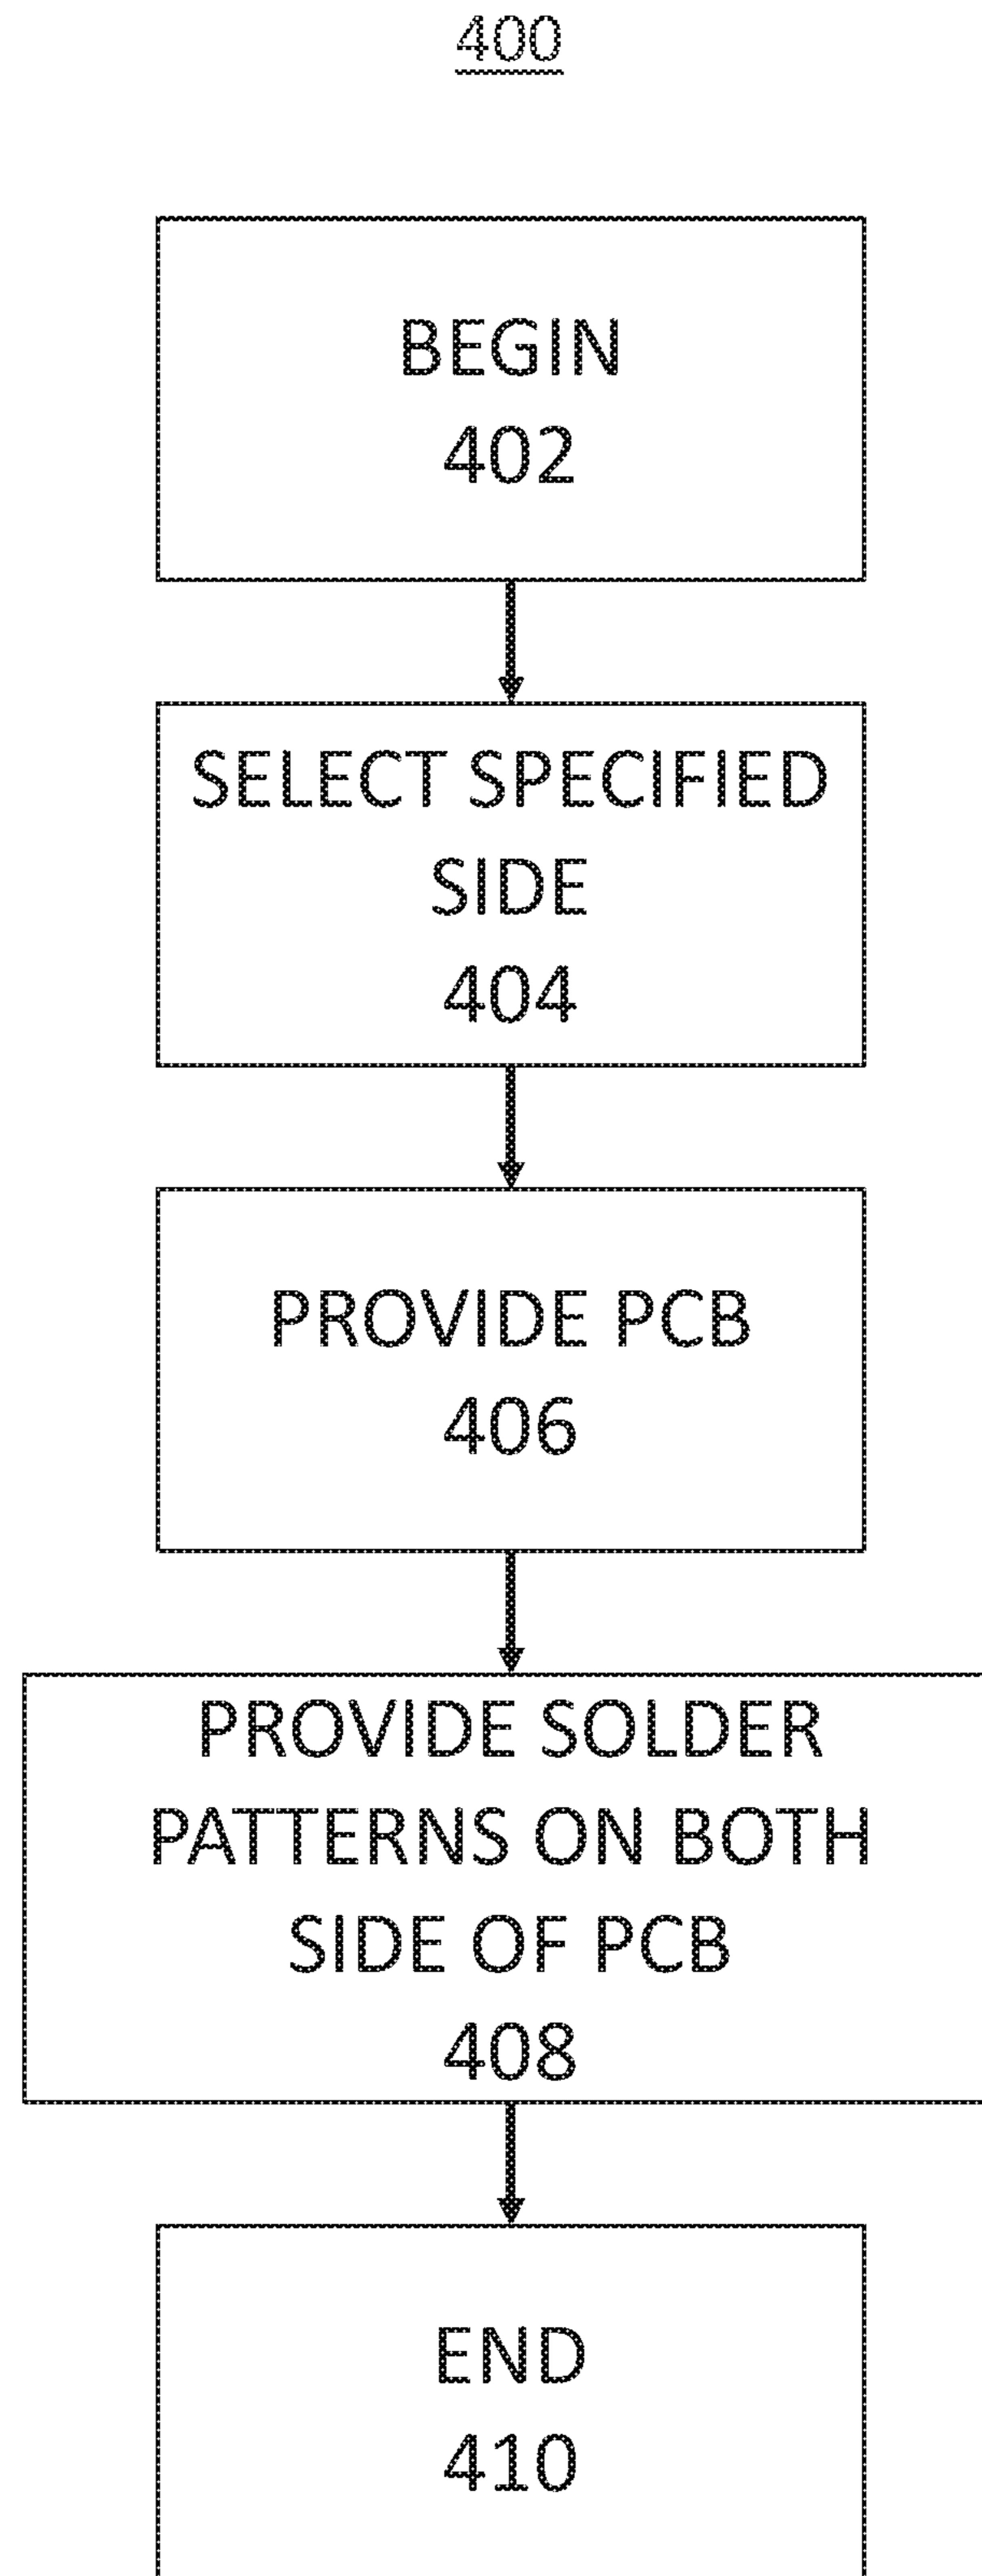 400
BEGIN
402
SELECT SPECIFIED
SIDE
404
PROVIDE PCB
406
PROVIDE SOLDER
PATTERNS ON BOTH
SIDE OF PCB
408
END
410